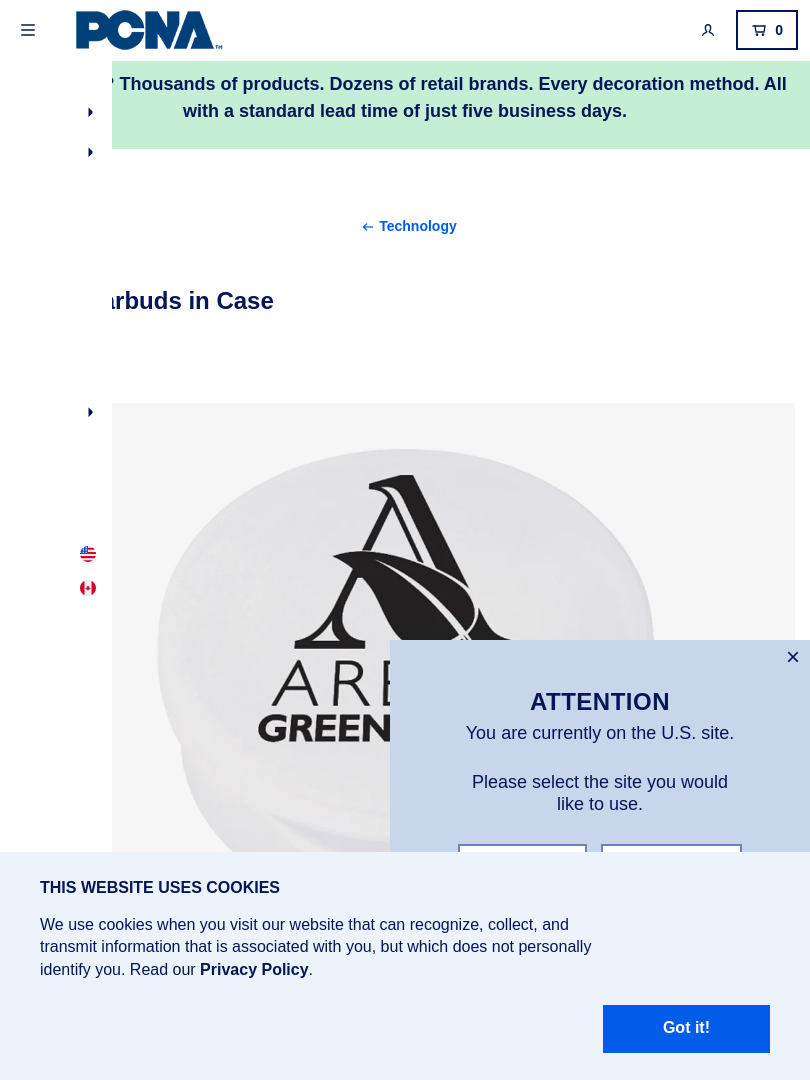 PCNA™
0
Thousands of products. Dozens of retail brands. Every decoration method. All
with a standard lead time of just five business days.
Technology
arbuds in Case
ARE
GREEN
×
ATTENTION
You are currently on the U.S. site.
Please select the site you would
like to use.
THIS WEBSITE USES COOKIES
We use cookies when you visit our website that can recognize, collect, and
transmit information that is associated with you, but which does not personally
identify you. Read our Privacy Policy.
Got it!